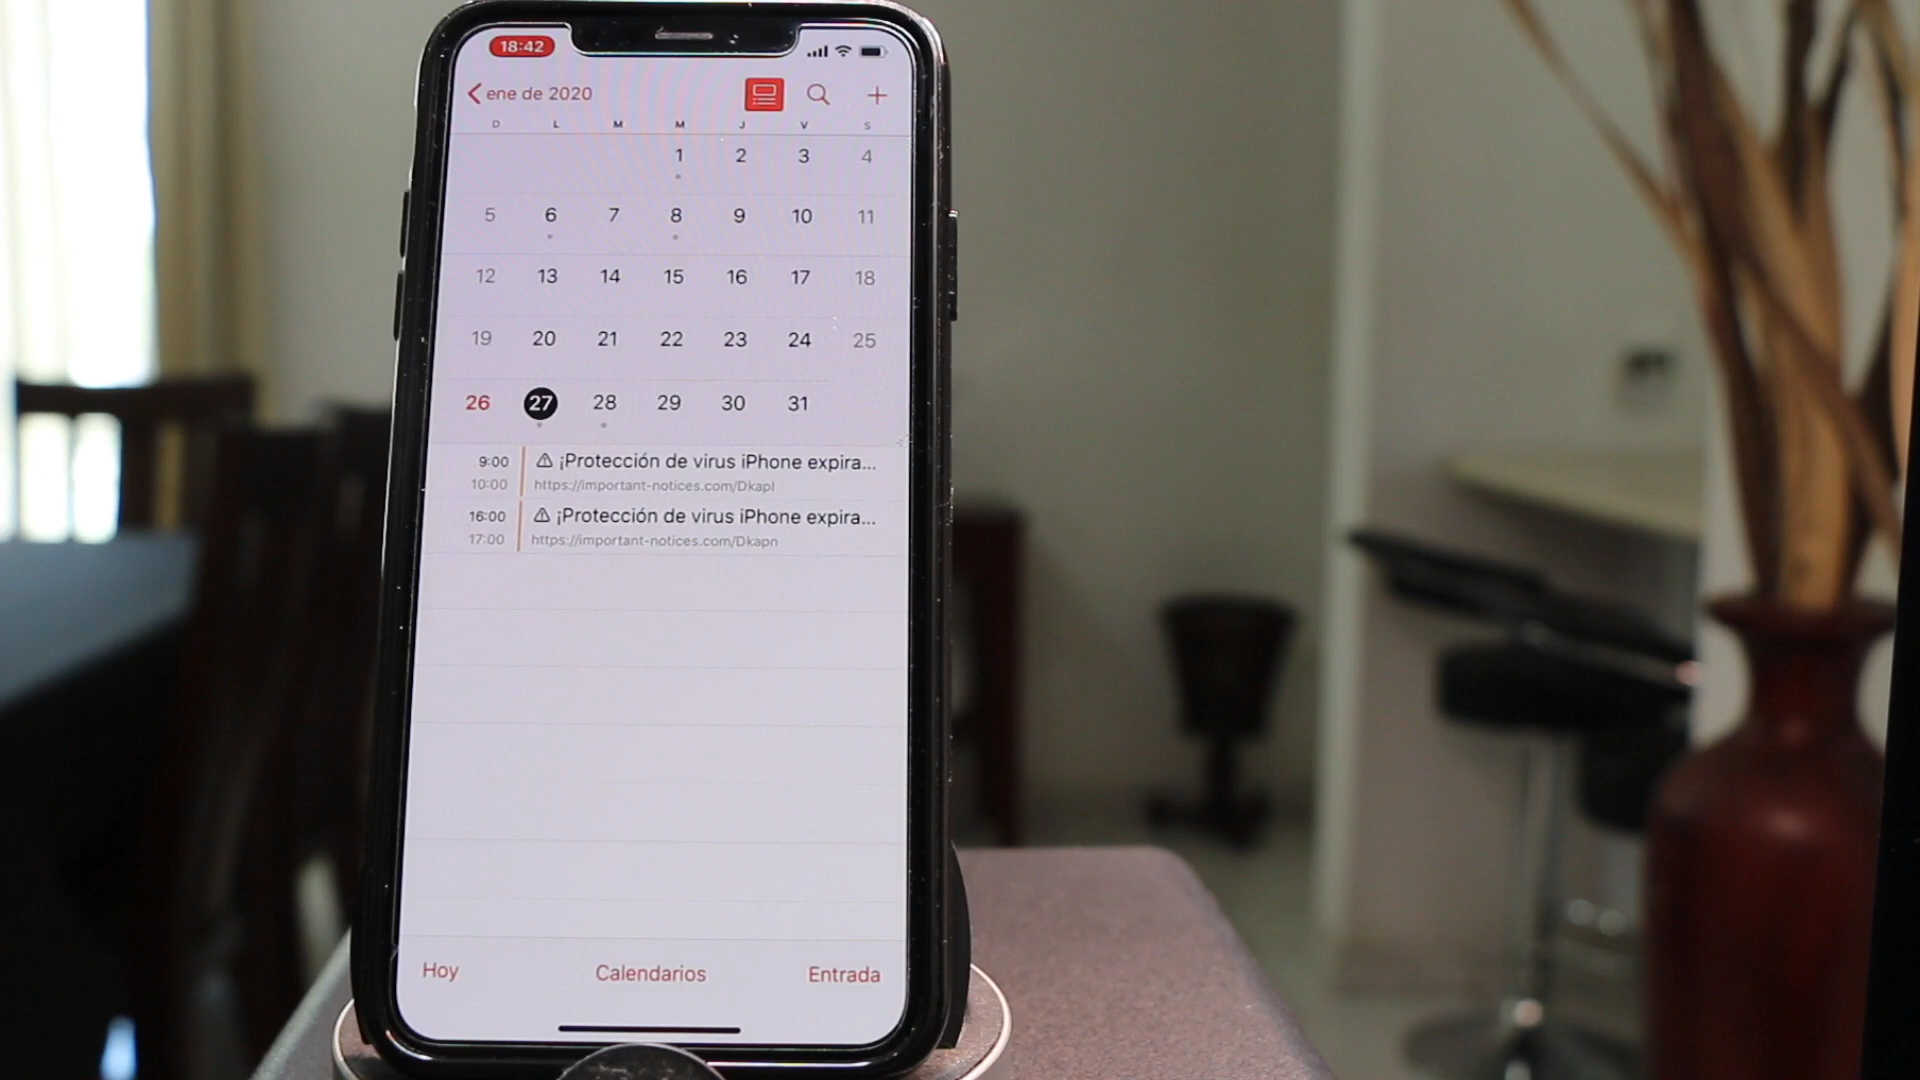 18:42
ene de 2020
D L M M J V S
1 2 3 4
5 6 7 8 9 10 11
12 13 14 15 16 17 18
19 20 21 22 23 24 25
26 27 28 29 30 31
9:00 ⚠ ¡Protección de virus iPhone expira...
10:00 https://important-notices.com/Dkapl
16:00 ⚠ ¡Protección de virus iPhone expira...
17:00 https://important-notices.com/Dkapn
Hoy Calendarios Entrada